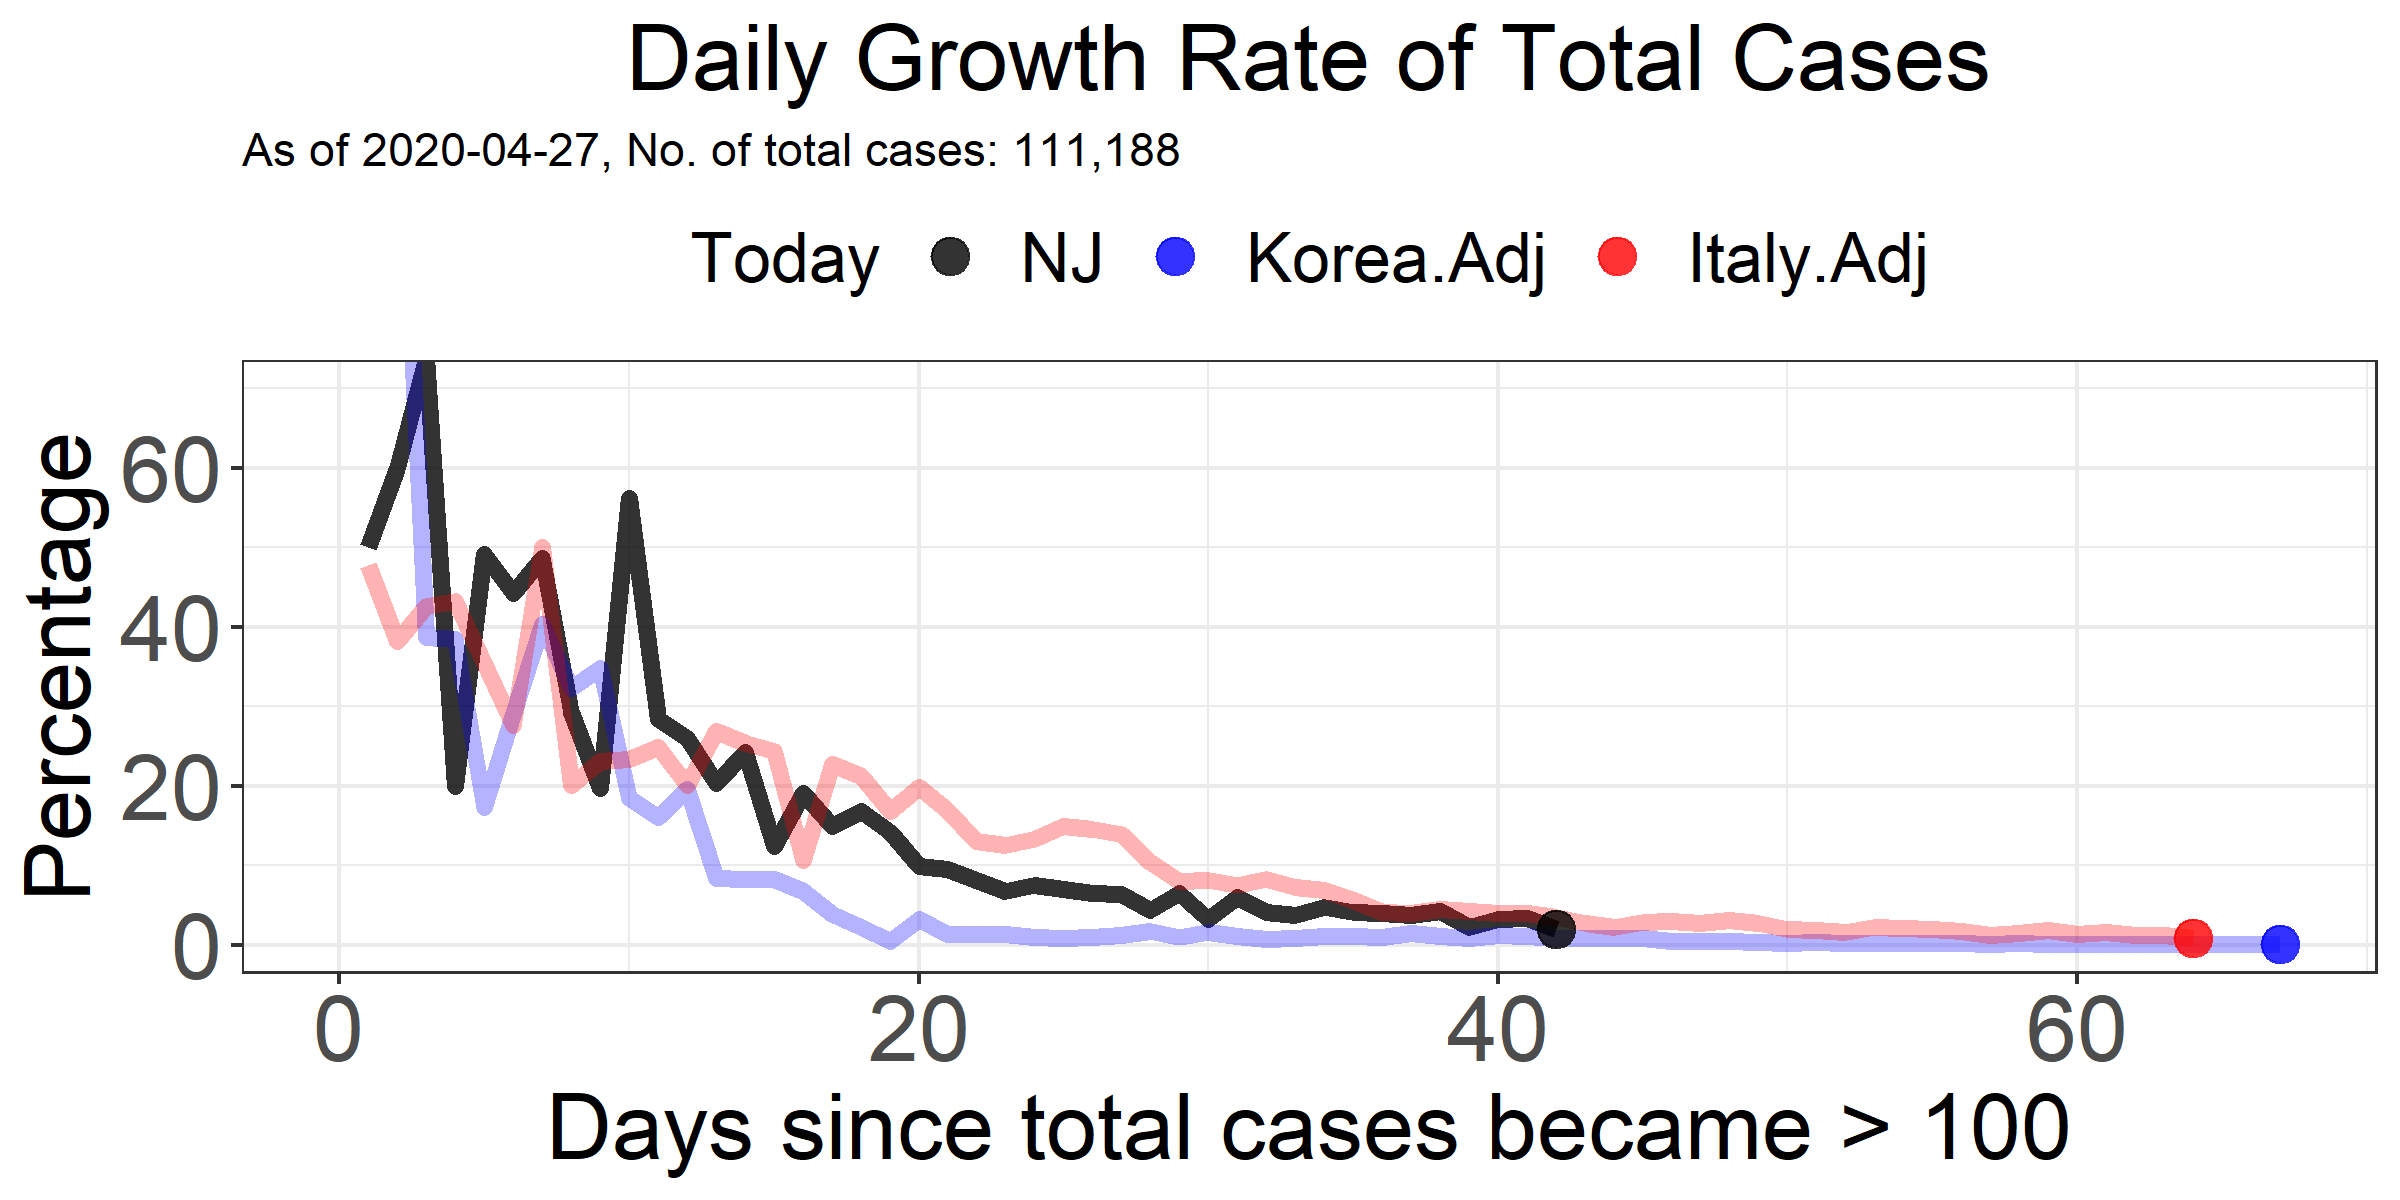 Daily Growth Rate of Total Cases
As of 2020-04-27, No. of total cases: 111,188
Today NJ Korea.Adj Italy.Adj
Percentage
60
40
20
0
0 20 40 60
Days since total cases became > 100